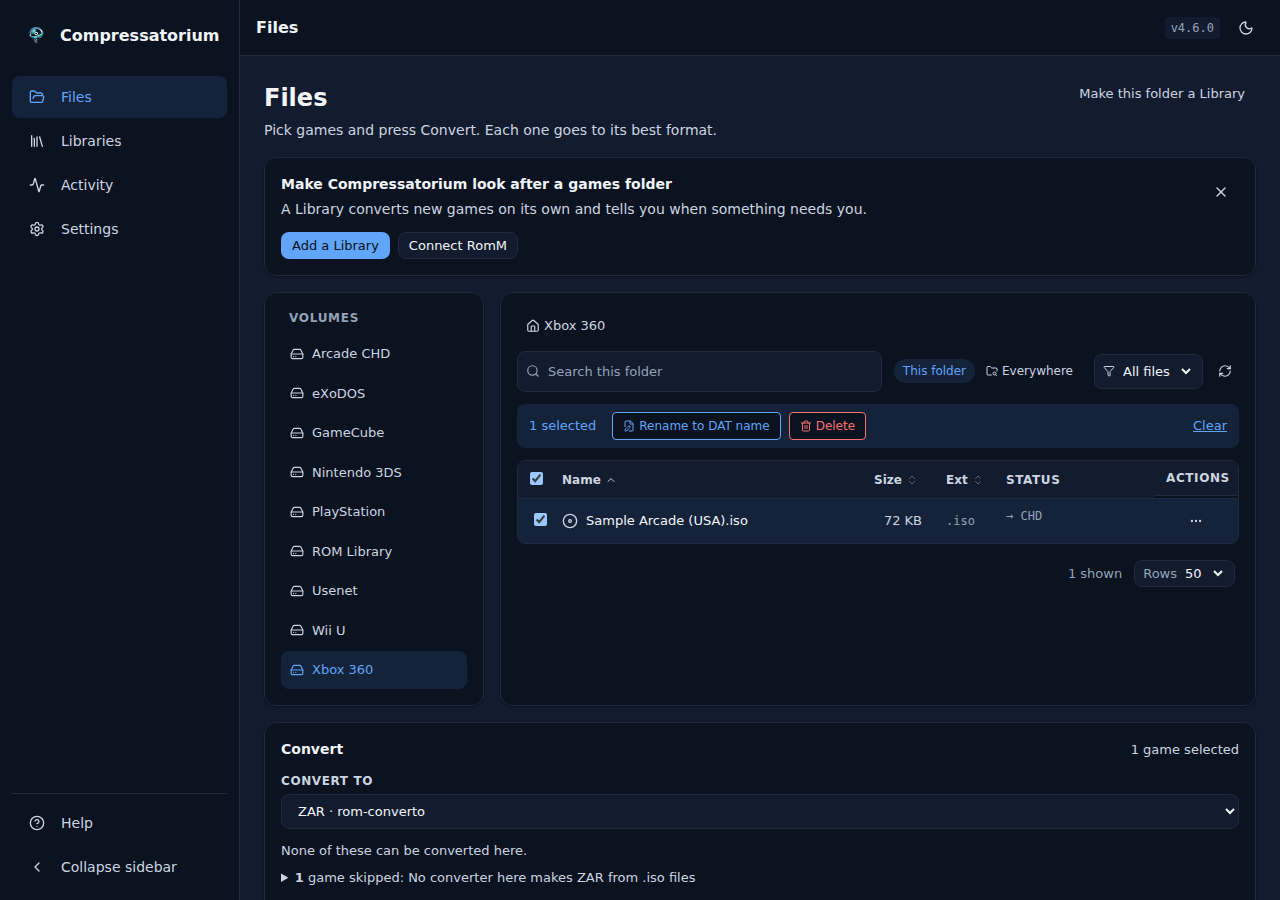 Compressatorium
Files
Libraries
Activity
Settings
Help
Collapse sidebar
Files
v4.6.0
Files
Make this folder a Library
Pick games and press Convert. Each one goes to its best format.
Make Compressatorium look after a games folder
A Library converts new games on its own and tells you when something needs you.
Add a Library
Connect RomM
VOLUMES
Arcade CHD
eXoDOS
GameCube
Nintendo 3DS
PlayStation
ROM Library
Usenet
Wii U
Xbox 360
Xbox 360
Search this folder
This folder
Everywhere
All files
1 selected
Rename to DAT name
Delete
Clear
Name
Size
Ext
STATUS
ACTIONS
Sample Arcade (USA).iso
72 KB
.iso
→ CHD
1 shown
Rows 50
Convert
1 game selected
CONVERT TO
ZAR · rom-converto
None of these can be converted here.
1 game skipped: No converter here makes ZAR from .iso files